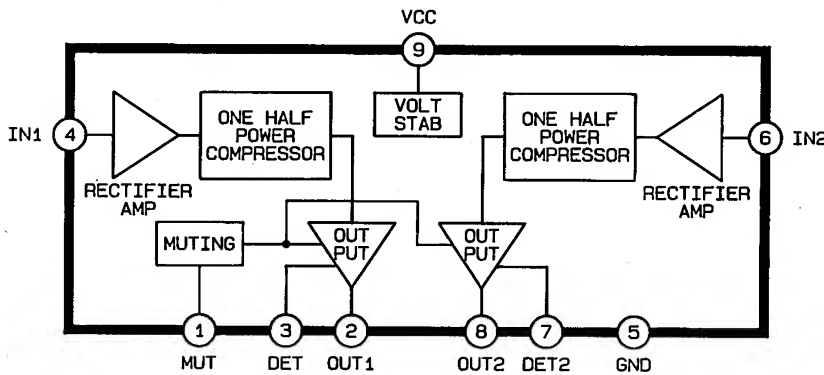 VCC
9
ONE HALF
POWER
COMPRESSOR
VOLT
STAB
ONE HALF
POWER
COMPRESSOR
IN1
4
6
IN2
RECTIFIER
AMP
RECTIFIER
AMP
MUTING
OUT
PUT
OUT
PUT
1
3
2
8
7
5
MUT
DET
OUT1
OUT2
DET2
GND